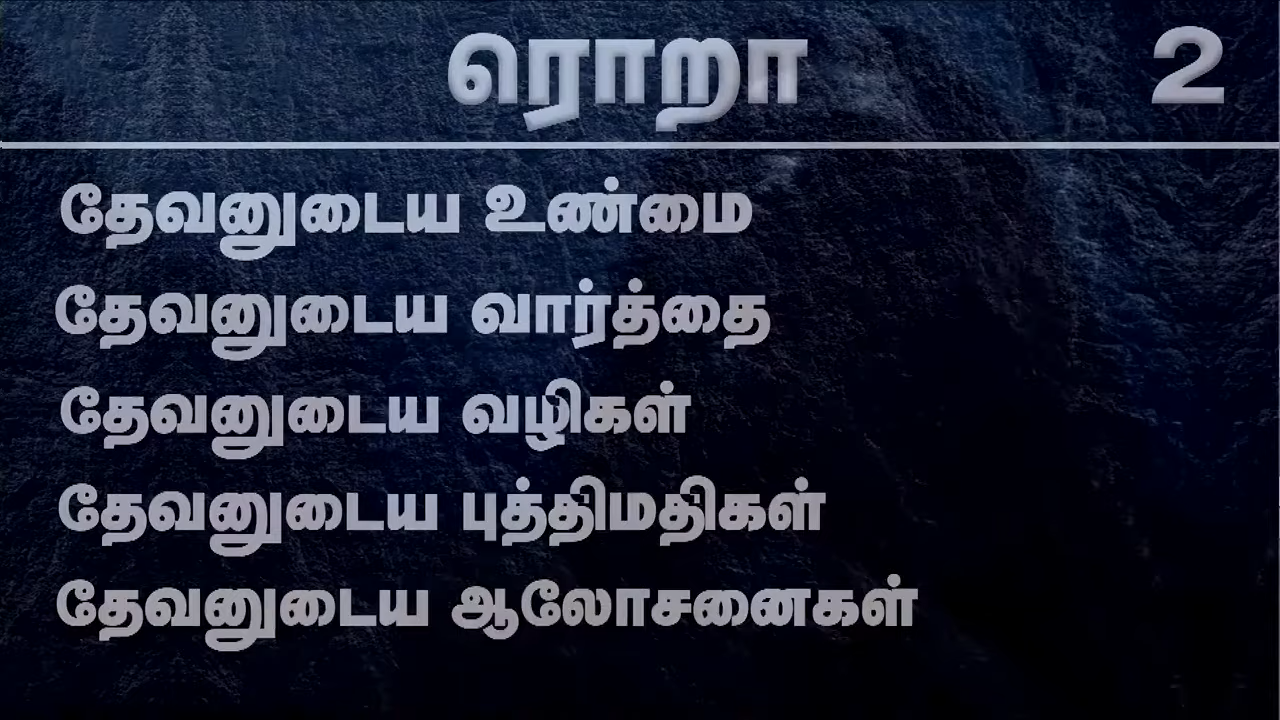 ரொறா 2
தேவனுடைய உண்மை
தேவனுடைய வார்த்தை
தேவனுடைய வழிகள்
தேவனுடைய புத்திமதிகள்
தேவனுடைய ஆலோசனைகள்